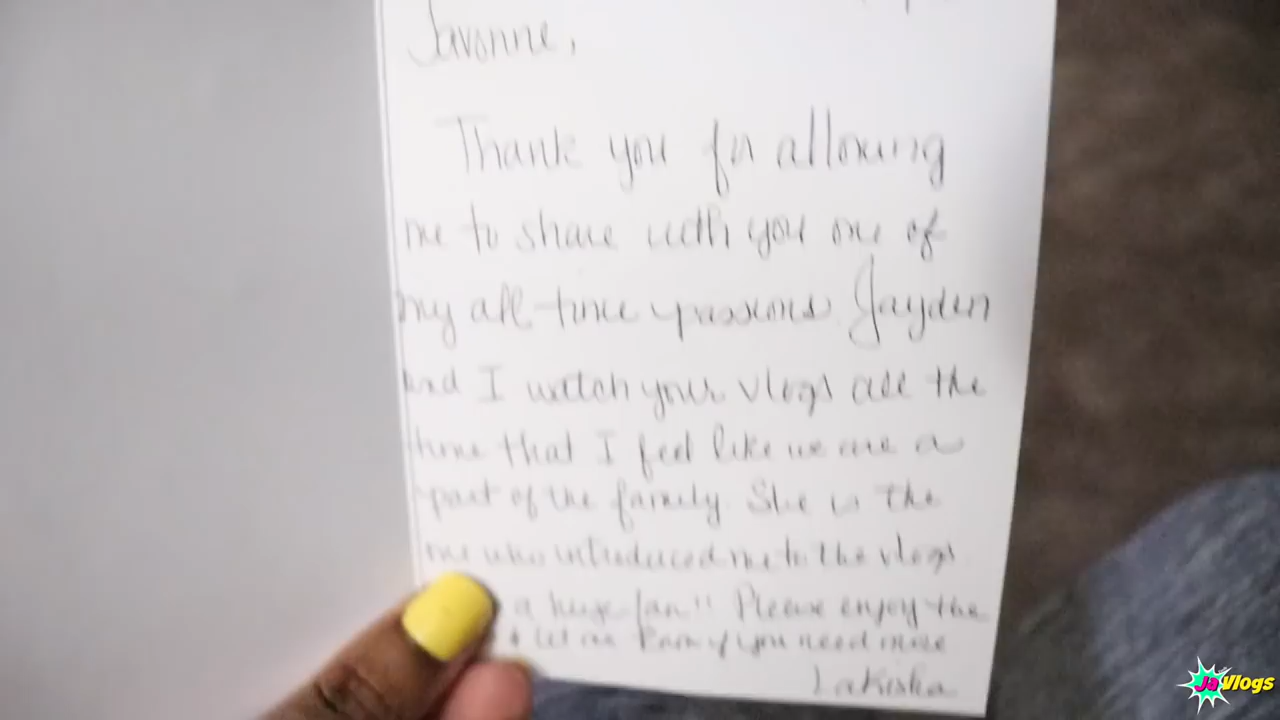 Javonne,
Thank you for allowing
me to share with you one of
my all-time passions. Jayden
and I watch your vlogs all the
time that I feel like we are a
part of the family. She is the
one who introduced me to the vlogs.
a huge fan!! Please enjoy the
& let me know if you need more
LaKisha
JaVlogs